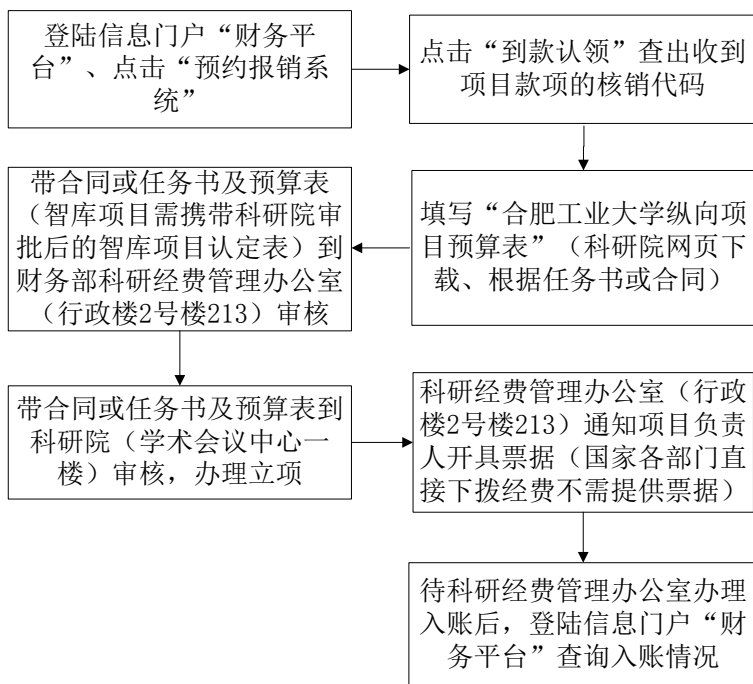 登陆信息门户“财务平
台”、点击“预约报销系
统”
点击“到款认领”查出收到
项目款项的核销代码
填写“合肥工业大学纵向项
目预算表”（科研院网页下
载、根据任务书或合同）
带合同或任务书及预算表
（智库项目需携带科研院审
批后的智库项目认定表）到
财务部科研经费管理办公室
（行政楼2号楼213）审核
带合同或任务书及预算表到
科研院（学术会议中心一
楼）审核，办理立项
科研经费管理办公室（行政
楼2号楼213）通知项目负责
人开具票据（国家各部门直
接下拨经费不需提供票据）
待科研经费管理办公室办理
入账后，登陆信息门户“财
务平台”查询入账情况